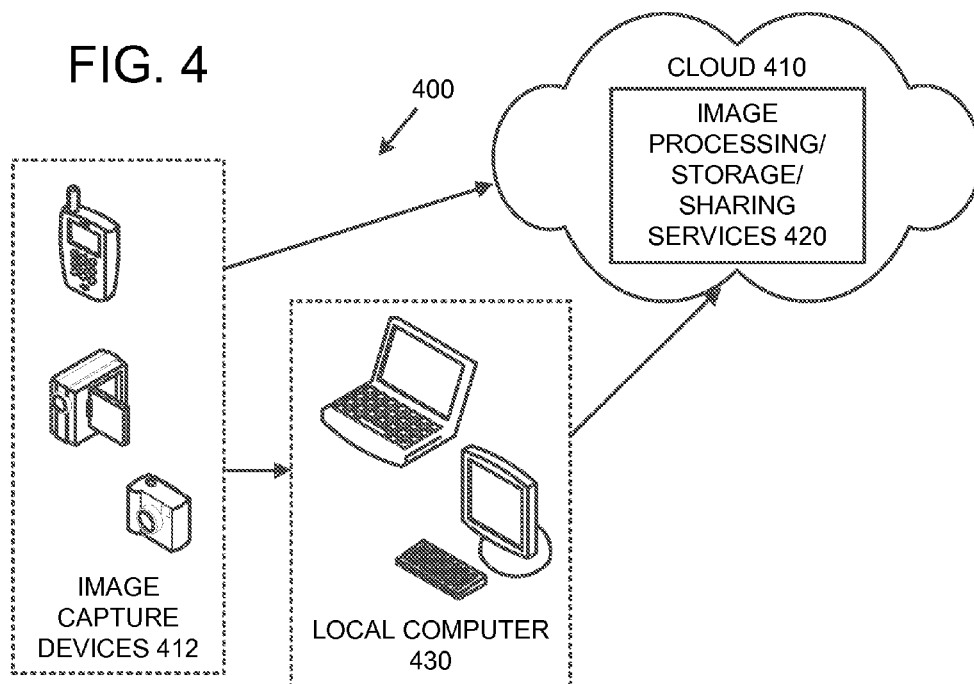 FIG. 4
400
CLOUD 410
IMAGE
PROCESSING/
STORAGE/
SHARING
SERVICES 420
IMAGE
CAPTURE
DEVICES 412
LOCAL COMPUTER
430